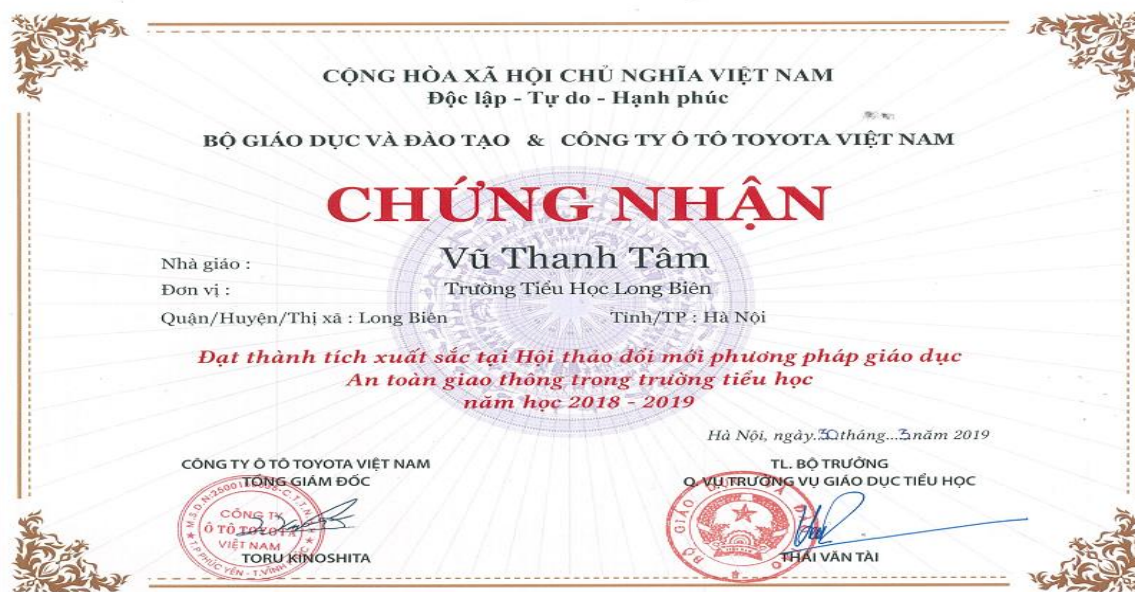 CỘNG HÒA XÃ HỘI CHỦ NGHĨA VIỆT NAM
Độc lập - Tự do - Hạnh phúc
BỘ GIÁO DỤC VÀ ĐÀO TẠO & CÔNG TY Ô TÔ TOYOTA VIỆT NAM
CHỨNG NHẬN
Nhà giáo : Vũ Thanh Tâm
Đơn vị : Trường Tiểu Học Long Biên
Quận/Huyện/Thị xã : Long Biên Tỉnh/TP : Hà Nội
Đạt thành tích xuất sắc tại Hội thảo đổi mới phương pháp giáo dục
An toàn giao thông trong trường tiểu học
năm học 2018 - 2019
Hà Nội, ngày..30tháng...3năm 2019
CÔNG TY Ô TÔ TOYOTA VIỆT NAM
TỔNG GIÁM ĐỐC
CÔNG TY
Ô TÔ TOYOTA
VIỆT NAM
TORU KINOSHITA
TL. BỘ TRƯỞNG
Q. VỤ TRƯỞNG VỤ GIÁO DỤC TIỂU HỌC
THÁI VĂN TÀI